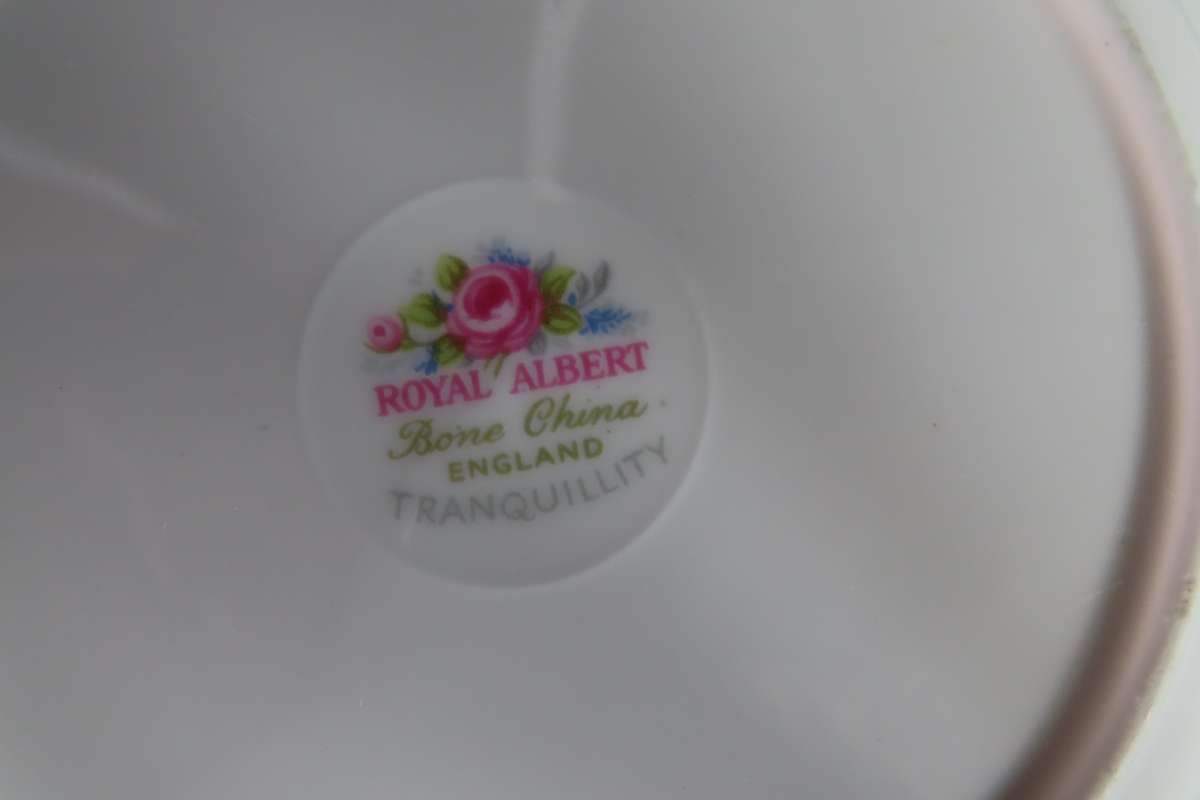 ROYAL ALBERT
Bone China
ENGLAND
TRANQUILLITY